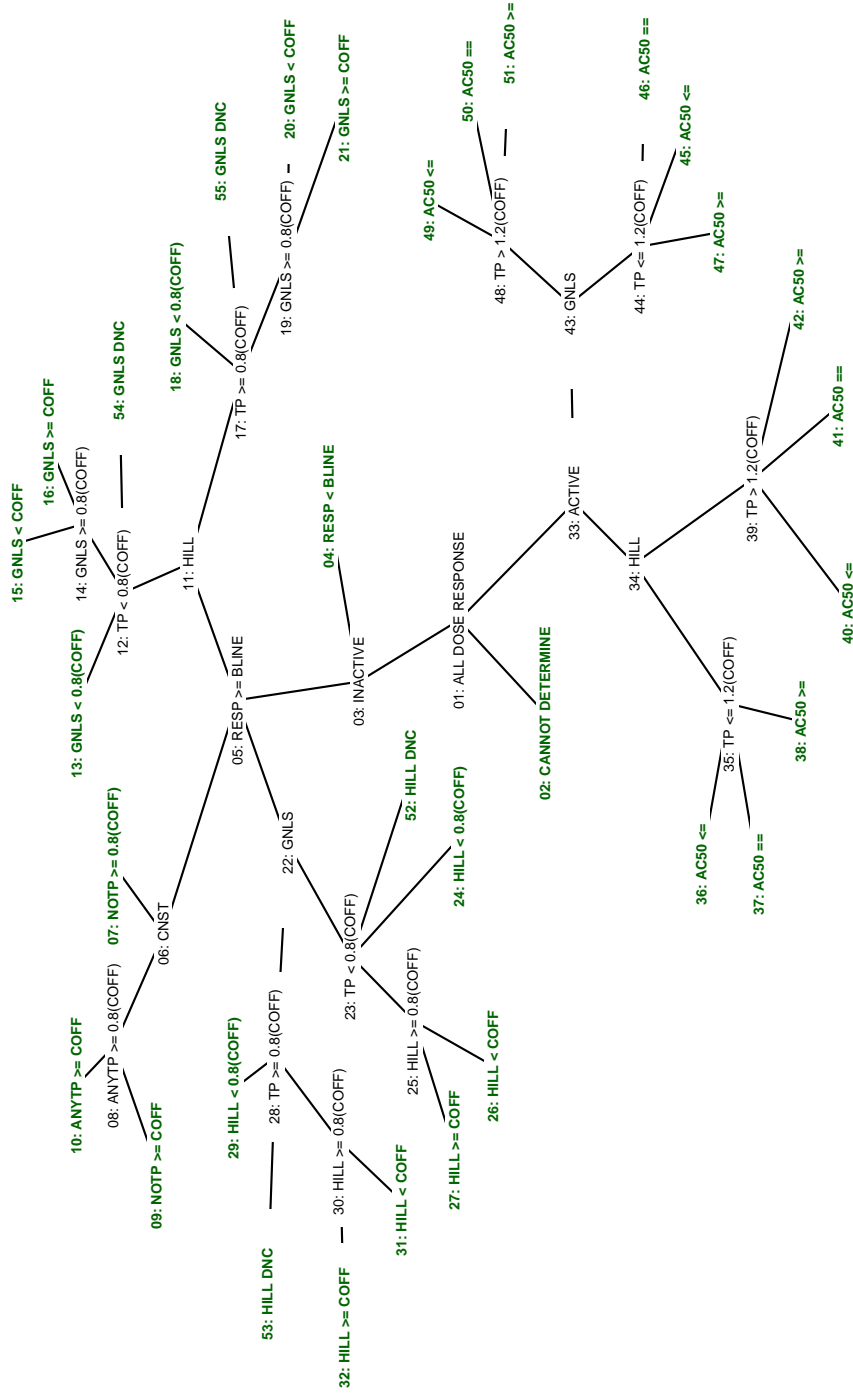 01: ALL DOSE RESPONSE
02: CANNOT DETERMINE
03: INACTIVE
04: RESP < BLINE
05: RESP >= BLINE
06: CNST
07: NOTP >= 0.8(COFF)
08: ANYTP >= 0.8(COFF)
09: NOTP >= COFF
10: ANYTP >= COFF
11: HILL
12: TP < 0.8(COFF)
13: GNLS < 0.8(COFF)
14: GNLS >= 0.8(COFF)
15: GNLS < COFF
16: GNLS >= COFF
17: TP >= 0.8(COFF)
18: GNLS < 0.8(COFF)
19: GNLS >= 0.8(COFF)
20: GNLS < COFF
21: GNLS >= COFF
22: GNLS
23: TP < 0.8(COFF)
24: HILL < 0.8(COFF)
25: HILL >= 0.8(COFF)
26: HILL < COFF
27: HILL >= COFF
28: TP >= 0.8(COFF)
29: HILL < 0.8(COFF)
30: HILL >= 0.8(COFF)
31: HILL < COFF
32: HILL >= COFF
33: ACTIVE
34: HILL
35: TP <= 1.2(COFF)
36: AC50 <=
37: AC50 ==
38: AC50 >=
39: TP > 1.2(COFF)
40: AC50 <=
41: AC50 ==
42: AC50 >=
43: GNLS
44: TP <= 1.2(COFF)
45: AC50 <=
46: AC50 ==
47: AC50 >=
48: TP > 1.2(COFF)
49: AC50 <=
50: AC50 ==
51: AC50 >=
52: HILL DNC
53: HILL DNC
54: GNLS DNC
55: GNLS DNC